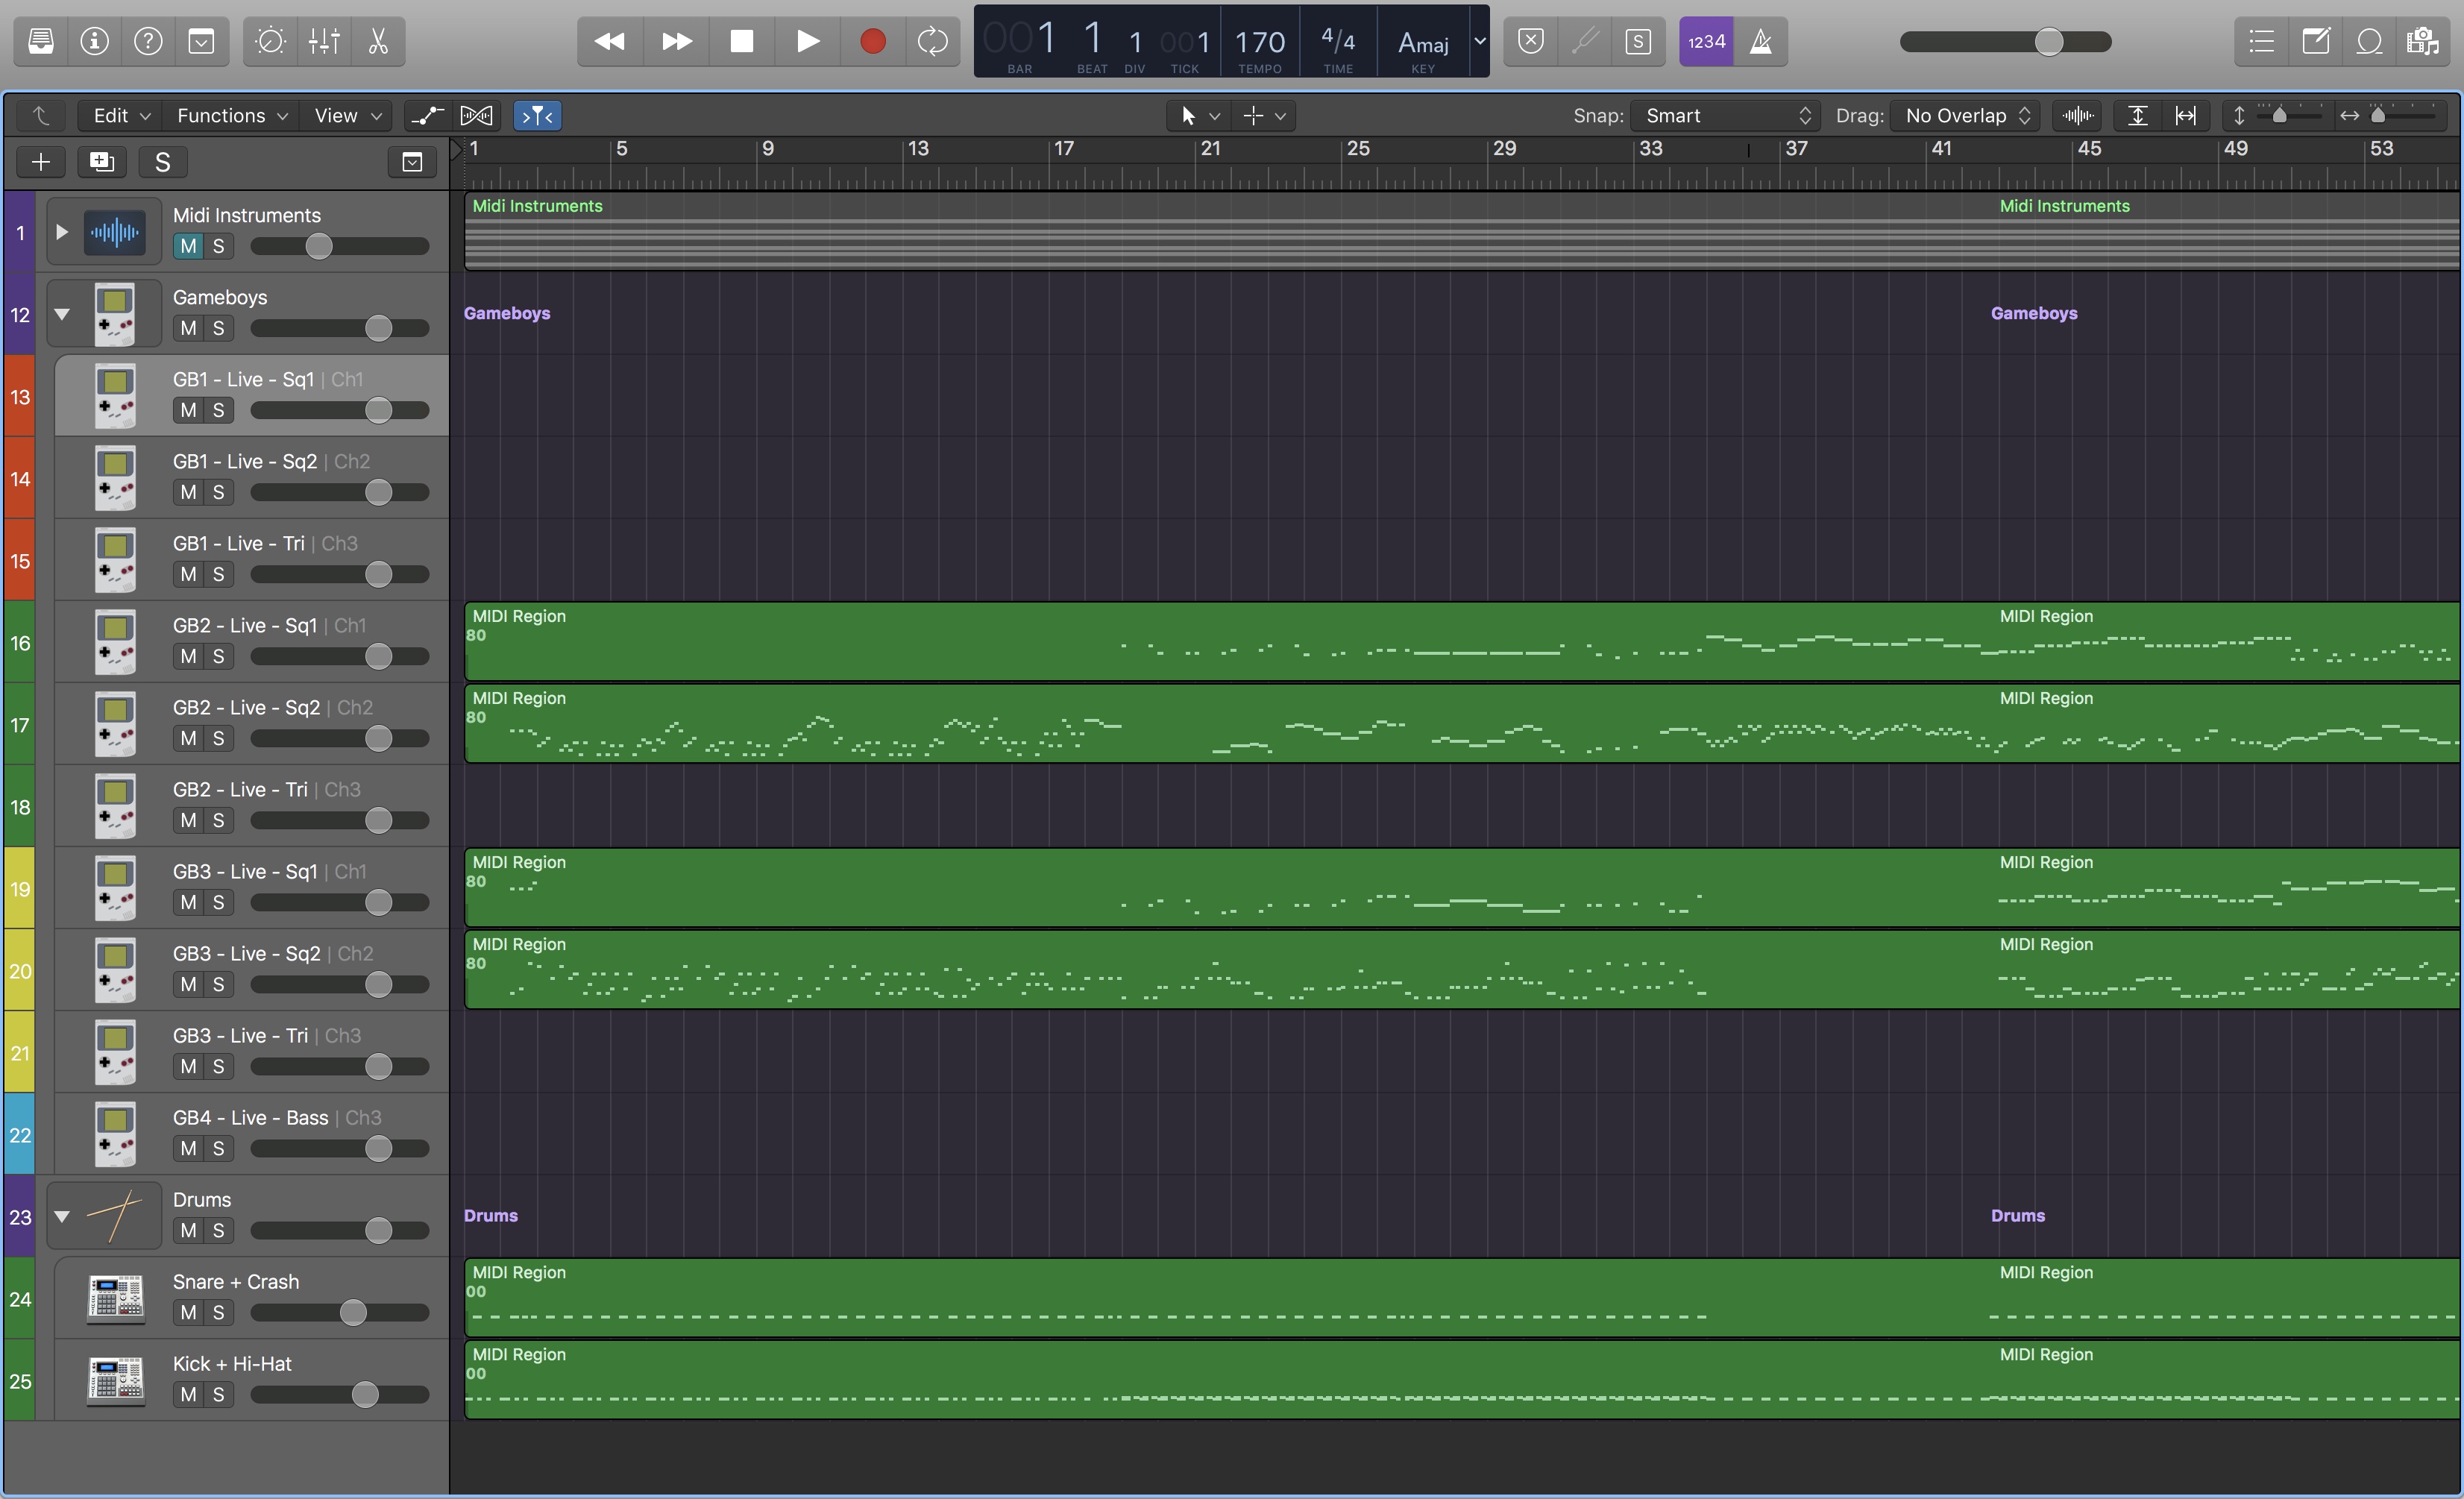 001 1 1 001 170 4/4 Amaj
BAR BEAT DIV TICK TEMPO TIME KEY
S
1234
Edit Functions View
Snap: Smart Drag: No Overlap
S
1 5 9 13 17 21 25 29 33 37 41 45 49 53
1 Midi Instruments
M S
Midi Instruments Midi Instruments
12 Gameboys
M S
Gameboys Gameboys
13 GB1 - Live - Sq1 | Ch1
M S
14 GB1 - Live - Sq2 | Ch2
M S
15 GB1 - Live - Tri | Ch3
M S
16 GB2 - Live - Sq1 | Ch1
M S
MIDI Region MIDI Region
80
17 GB2 - Live - Sq2 | Ch2
M S
MIDI Region MIDI Region
80
18 GB2 - Live - Tri | Ch3
M S
19 GB3 - Live - Sq1 | Ch1
M S
MIDI Region MIDI Region
80
20 GB3 - Live - Sq2 | Ch2
M S
MIDI Region MIDI Region
80
21 GB3 - Live - Tri | Ch3
M S
22 GB4 - Live - Bass | Ch3
M S
23 Drums
M S
Drums Drums
24 Snare + Crash
M S
MIDI Region MIDI Region
00
25 Kick + Hi-Hat
M S
MIDI Region MIDI Region
00